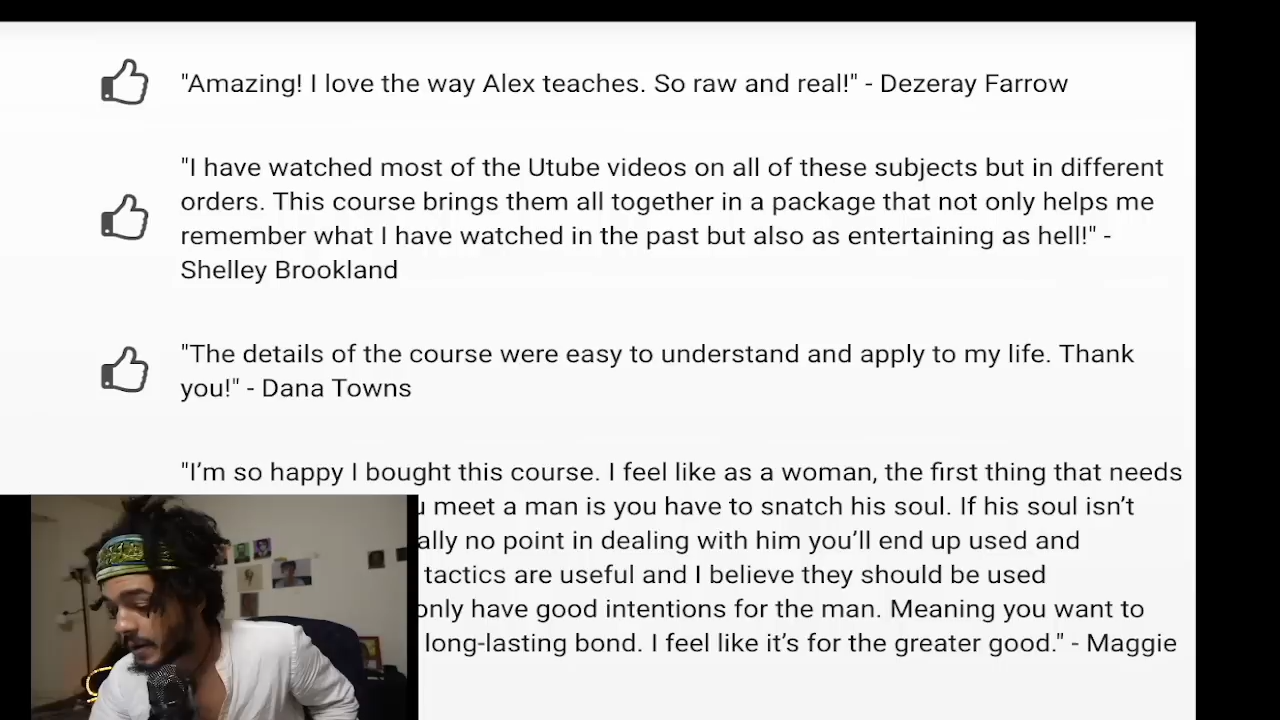 "Amazing! I love the way Alex teaches. So raw and real!" - Dezeray Farrow
"I have watched most of the Utube videos on all of these subjects but in different
orders. This course brings them all together in a package that not only helps me
remember what I have watched in the past but also as entertaining as hell!" -
Shelley Brookland
"The details of the course were easy to understand and apply to my life. Thank
you!" - Dana Towns
"I'm so happy I bought this course. I feel like as a woman, the first thing that needs
meet a man is you have to snatch his soul. If his soul isn't
no point in dealing with him you'll end up used and
tactics are useful and I believe they should be used
only have good intentions for the man. Meaning you want to
long-lasting bond. I feel like it's for the greater good." - Maggie